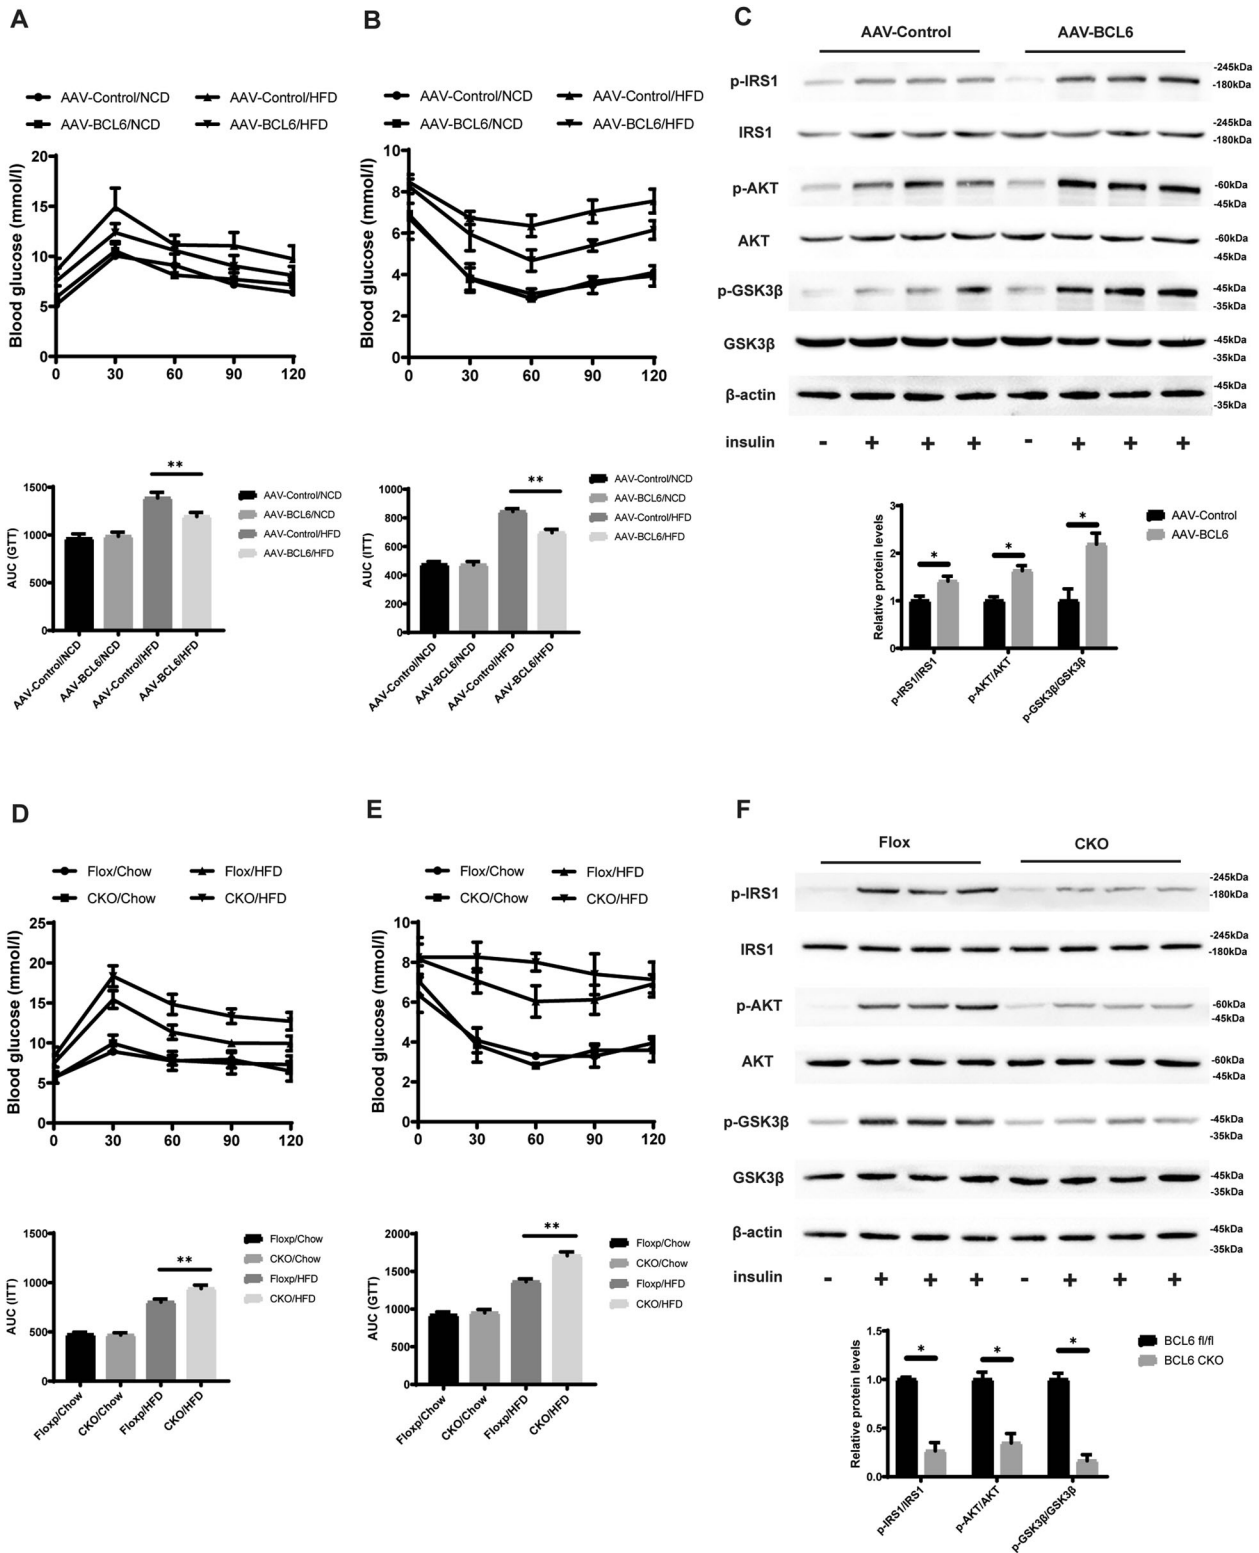 A
AAV-Control/NCD
AAV-Control/HFD
AAV-BCL6/NCD
AAV-BCL6/HFD
Blood glucose (mmol/l)
20
15
10
5
0
0 30 60 90 120
**
AUC (GTT)
1500
1000
500
0
AAV-Control/NCD
AAV-BCL6/NCD
AAV-Control/HFD
AAV-BCL6/HFD
AAV-Control/NCD
AAV-BCL6/NCD
AAV-Control/HFD
AAV-BCL6/HFD
B
AAV-Control/NCD
AAV-Control/HFD
AAV-BCL6/NCD
AAV-BCL6/HFD
Blood glucose (mmol/l)
10
8
6
4
2
0
0 30 60 90 120
**
AUC (ITT)
1000
800
600
400
200
0
AAV-Control/NCD
AAV-BCL6/NCD
AAV-Control/HFD
AAV-BCL6/HFD
AAV-Control/NCD
AAV-BCL6/NCD
AAV-Control/HFD
AAV-BCL6/HFD
C
AAV-Control AAV-BCL6
p-IRS1
-245kDa
-180kDa
IRS1
-245kDa
-180kDa
p-AKT
-60kDa
-45kDa
AKT
-60kDa
-45kDa
p-GSK3β
-45kDa
-35kDa
GSK3β
-45kDa
-35kDa
β-actin
-45kDa
-35kDa
insulin - + + + - + + +
Relative protein levels
3
2
1
0
* * *
AAV-Control
AAV-BCL6
p-IRS1/IRS1
p-AKT/AKT
p-GSK3β/GSK3β
D
Flox/Chow
Flox/HFD
CKO/Chow
CKO/HFD
Blood glucose (mmol/l)
25
20
15
10
5
0
0 30 60 90 120
**
AUC (ITT)
1500
1000
500
0
Floxp/Chow
CKO/Chow
Floxp/HFD
CKO/HFD
Floxp/Chow
CKO/Chow
Floxp/HFD
CKO/HFD
E
Flox/Chow
Flox/HFD
CKO/Chow
CKO/HFD
Blood glucose (mmol/l)
10
8
6
4
2
0
0 30 60 90 120
**
AUC (GTT)
2000
1500
1000
500
0
Floxp/Chow
CKO/Chow
Floxp/HFD
CKO/HFD
Floxp/Chow
CKO/Chow
Floxp/HFD
CKO/HFD
F
Flox CKO
p-IRS1
-245kDa
-180kDa
IRS1
-245kDa
-180kDa
p-AKT
-60kDa
-45kDa
AKT
-60kDa
-45kDa
p-GSK3β
-45kDa
-35kDa
GSK3β
-45kDa
-35kDa
β-actin
-45kDa
-35kDa
insulin - + + + - + + +
Relative protein levels
1.5
1.0
0.5
0.0
* * *
BCL6 fl/fl
BCL6 CKO
p-IRS1/IRS1
p-AKT/AKT
p-GSK3β/GSK3β